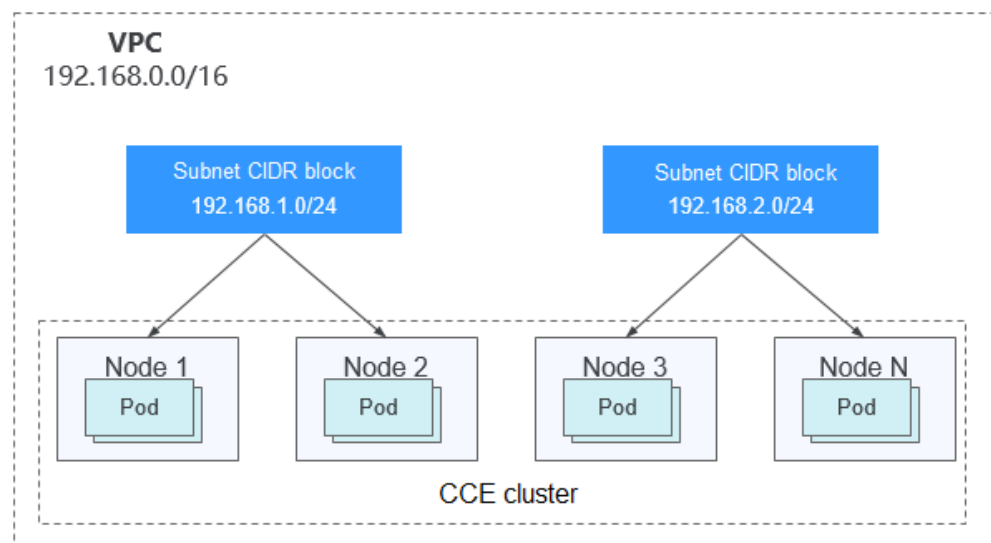 VPC
192.168.0.0/16
Subnet CIDR block
192.168.1.0/24
Subnet CIDR block
192.168.2.0/24
Node 1
Pod
Node 2
Pod
Node 3
Pod
Node N
Pod
CCE cluster